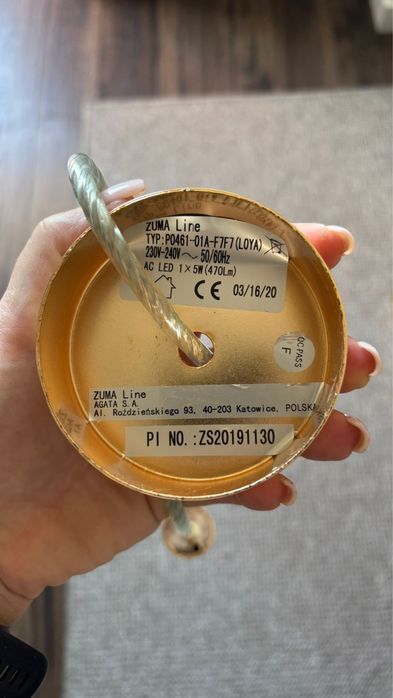 ZUMA Line
TYP:P0461-01A-F7F7(LOYA)
230V-240V~ 50/60Hz
AC LED 1×5W(470Lm)
CE 03/16/20
QC PASS
F
ZUMA Line
AGATA S.A.
Al. Roździeńskiego 93, 40-203 Katowice, POLSKA
PI NO.:ZS20191130